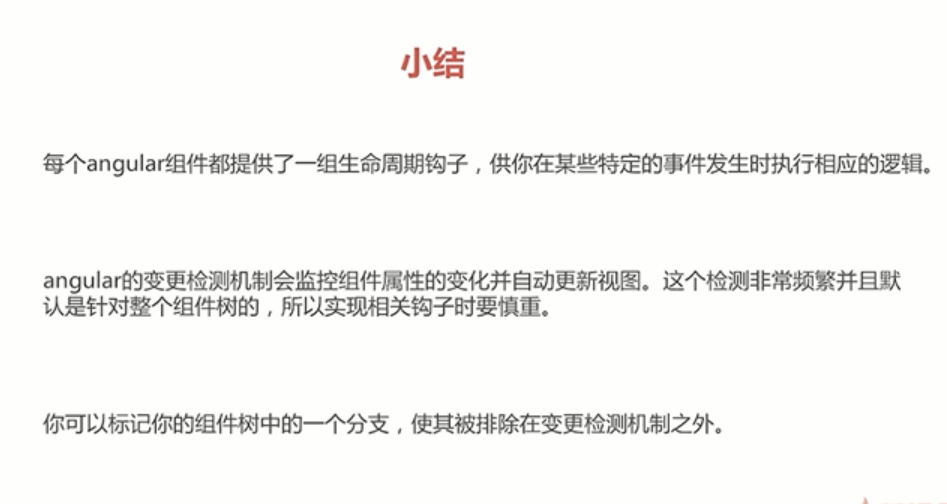 小结
每个angular组件都提供了一组生命周期钩子，供你在某些特定的事件发生时执行相应的逻辑。
angular的变更检测机制会监控组件属性的变化并自动更新视图。这个检测非常频繁并且默
认是针对整个组件树的，所以实现相关钩子时要慎重。
你可以标记你的组件树中的一个分支，使其被排除在变更检测机制之外。